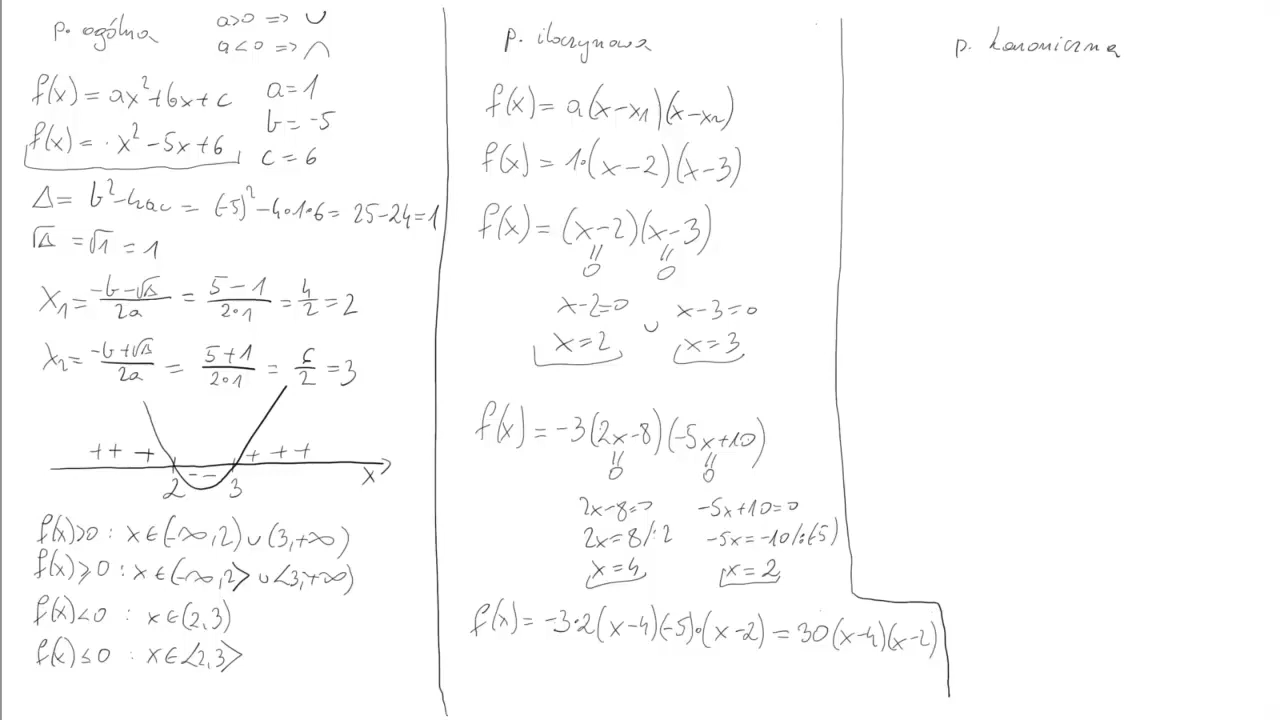 p. ogólna
a>0 => ∪
a<0 => ∩
f(x) = ax²+bx+c
a=1
f(x) = x² - 5x + 6
b = -5
c = 6
Δ = b²-4ac = (-5)² - 4·1·6 = 25-24=1
√Δ = √1 = 1
x₁ = (-b-√Δ)/2a = (5-1)/2·1 = 4/2 = 2
x₂ = (-b+√Δ)/2a = (5+1)/2·1 = 6/2 = 3
++ + -- + + +
2 3 x
f(x)>0 : x∈(-∞,2)∪(3,+∞)
f(x)≥0 : x∈(-∞,2>∪<3,+∞)
f(x)<0 : x∈(2,3)
f(x)≤0 : x∈<2,3>
p. iloczynowa
f(x) = a(x-x₁)(x-x₂)
f(x) = 1·(x-2)(x-3)
f(x) = (x-2)(x-3)
" "
0 0
x-2=0 ∪ x-3=0
x=2 x=3
f(x) = -3(2x-8)(-5x+10)
" "
0 0
2x-8=0 -5x+10=0
2x=8/:2 -5x=-10/:(-5)
x=4 x=2
f(x) = -3·2(x-4)(-5)·(x-2) = 30(x-4)(x-2)
p. kanoniczna